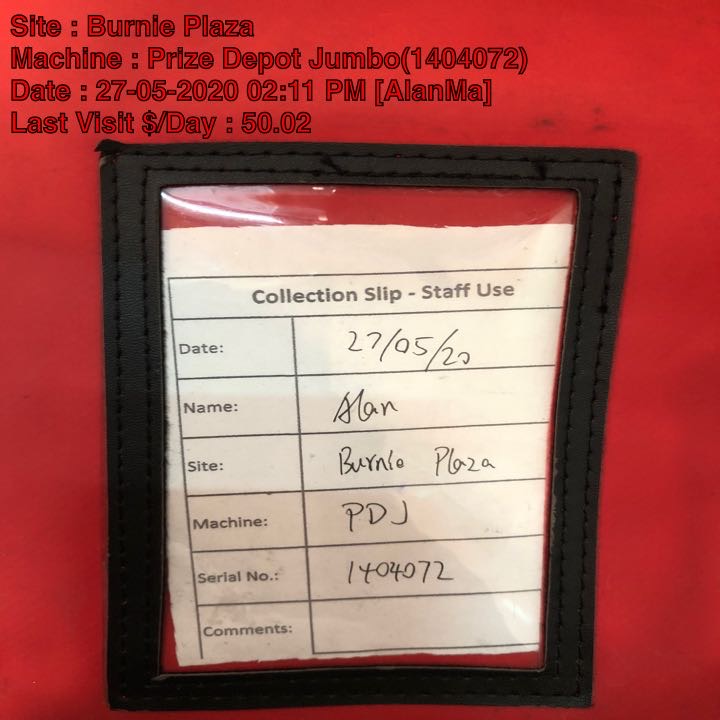 Site : Burnie Plaza
Machine : Prize Depot Jumbo(1404072)
Date : 27-05-2020 02:11 PM [AlanMa]
Last Visit $/Day : 50.02
Collection Slip - Staff Use
Date: 27/05/20
Name: Alan
Site: Burnie Plaza
Machine: PDJ
Serial No.: 1404072
Comments: